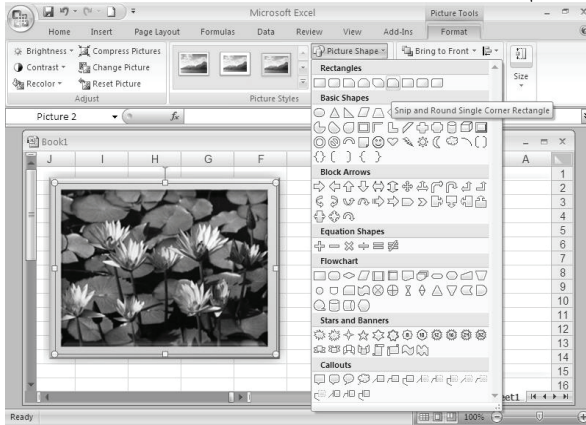 Microsoft Excel Picture Tools
Home Insert Page Layout Formulas Data Review View Add-Ins Format
Brightness Compress Pictures Picture Shape Bring to Front
Contrast Change Picture
Recolor Reset Picture Size
Adjust Picture Styles
Rectangles
Basic Shapes
Snip and Round Single Corner Rectangle
Picture 2 fx
Book1
J I H G F A
1
2
3
4
5
6
7
8
9
10
11
12
13
14
15
16
Block Arrows
Equation Shapes
Flowchart
Stars and Banners
Callouts
Ready 100%